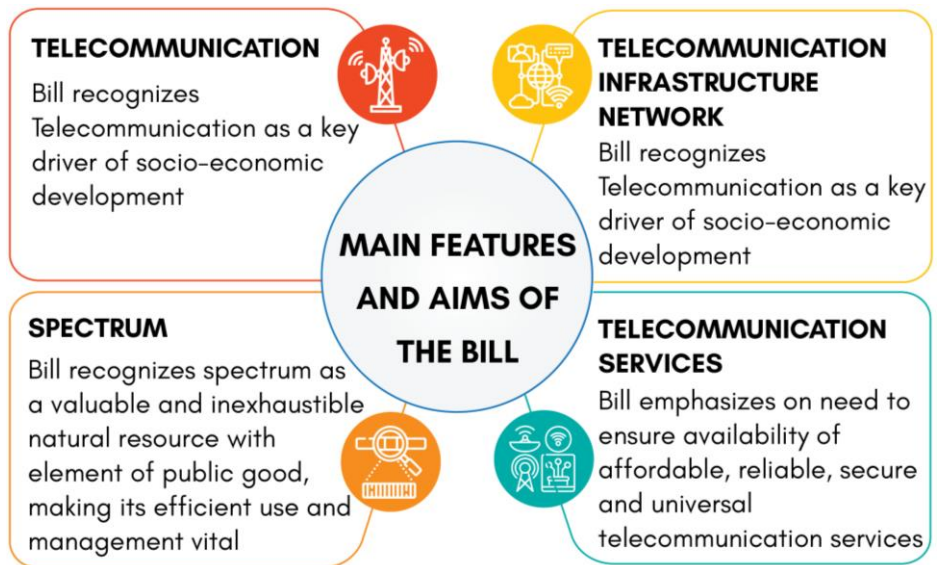 TELECOMMUNICATION
Bill recognizes
Telecommunication as a key
driver of socio-economic
development
TELECOMMUNICATION
INFRASTRUCTURE
NETWORK
Bill recognizes
Telecommunication as a key
driver of socio-economic
development
MAIN FEATURES
AND AIMS OF
THE BILL
SPECTRUM
Bill recognizes spectrum as
a valuable and inexhaustible
natural resource with
element of public good,
making its efficient use and
management vital
TELECOMMUNICATION
SERVICES
Bill emphasizes on need to
ensure availability of
affordable, reliable, secure
and universal
telecommunication services